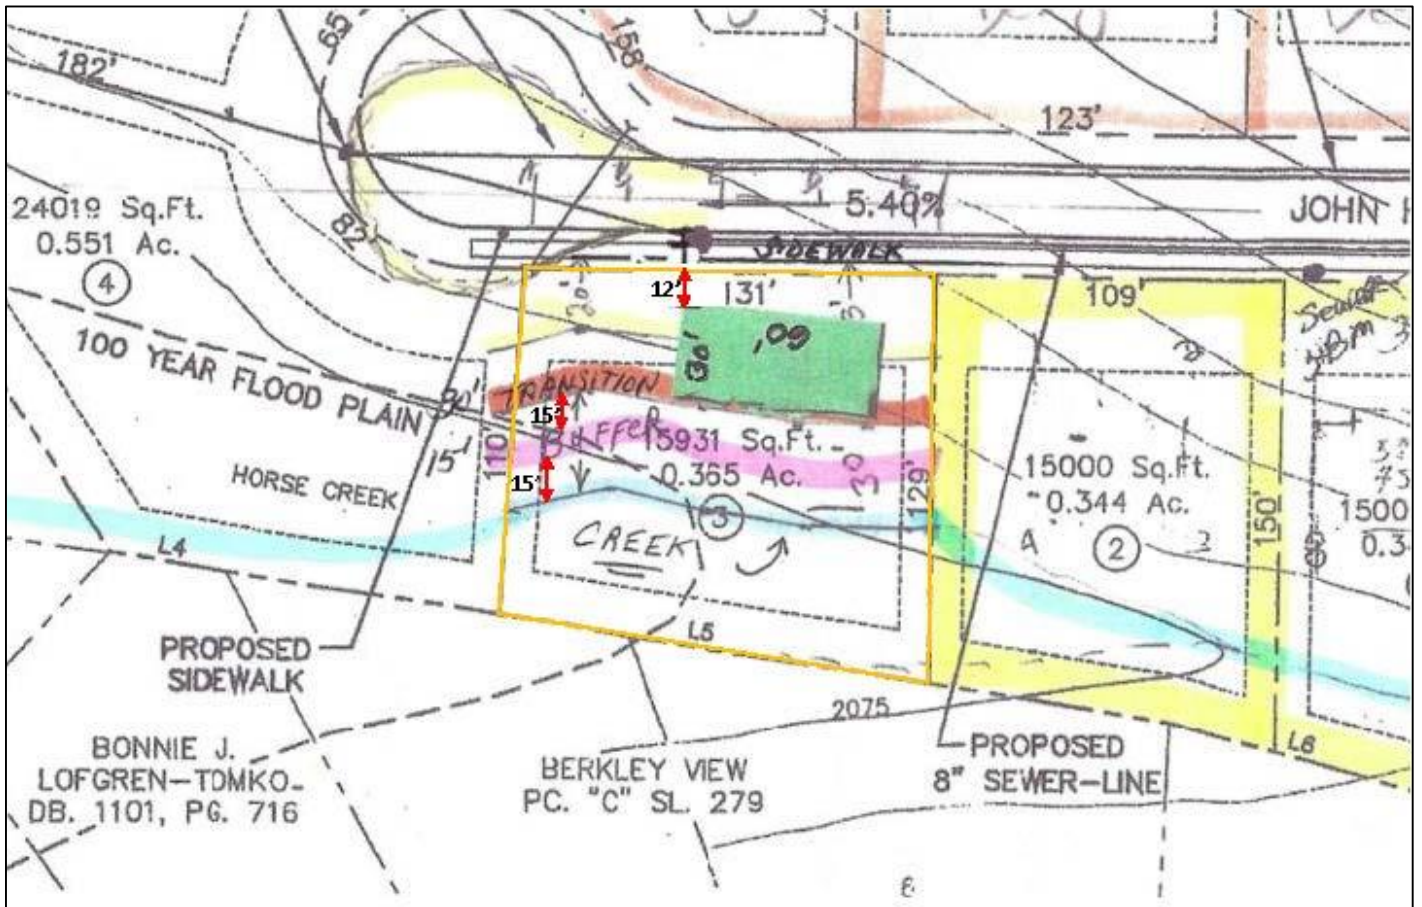 65
158'
182'
123'
5.40%
JOHN
24019 Sq.Ft.
0.551 Ac.
82
4
SIDEWALK
12'
131'
109'
20'
30'
60'
100 YEAR FLOOD PLAIN
TRANSITION
15'
BUFFER
15931 Sq.Ft.
0.365 Ac.
110
15'
15'
30
129'
HORSE CREEK
3
15000 Sq.Ft.
0.344 Ac.
2
150'
1500
CREEK
L4
L5
PROPOSED
SIDEWALK
2075
L6
BONNIE J.
LOFGREN-TOMKO
DB. 1101, PG. 716
BERKLEY VIEW
PC. "C" SL. 279
PROPOSED
8" SEWER-LINE